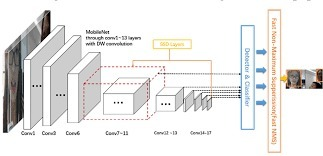 MobileNet
through conv1~13 layers
with DW convolution
SSD Layers
Conv1
Conv3
Conv6
Conv7~11
Conv12 ~13
Conv14~17
Detector & Classifier
Fast Non-Maximum Suppression(Fast NMS)